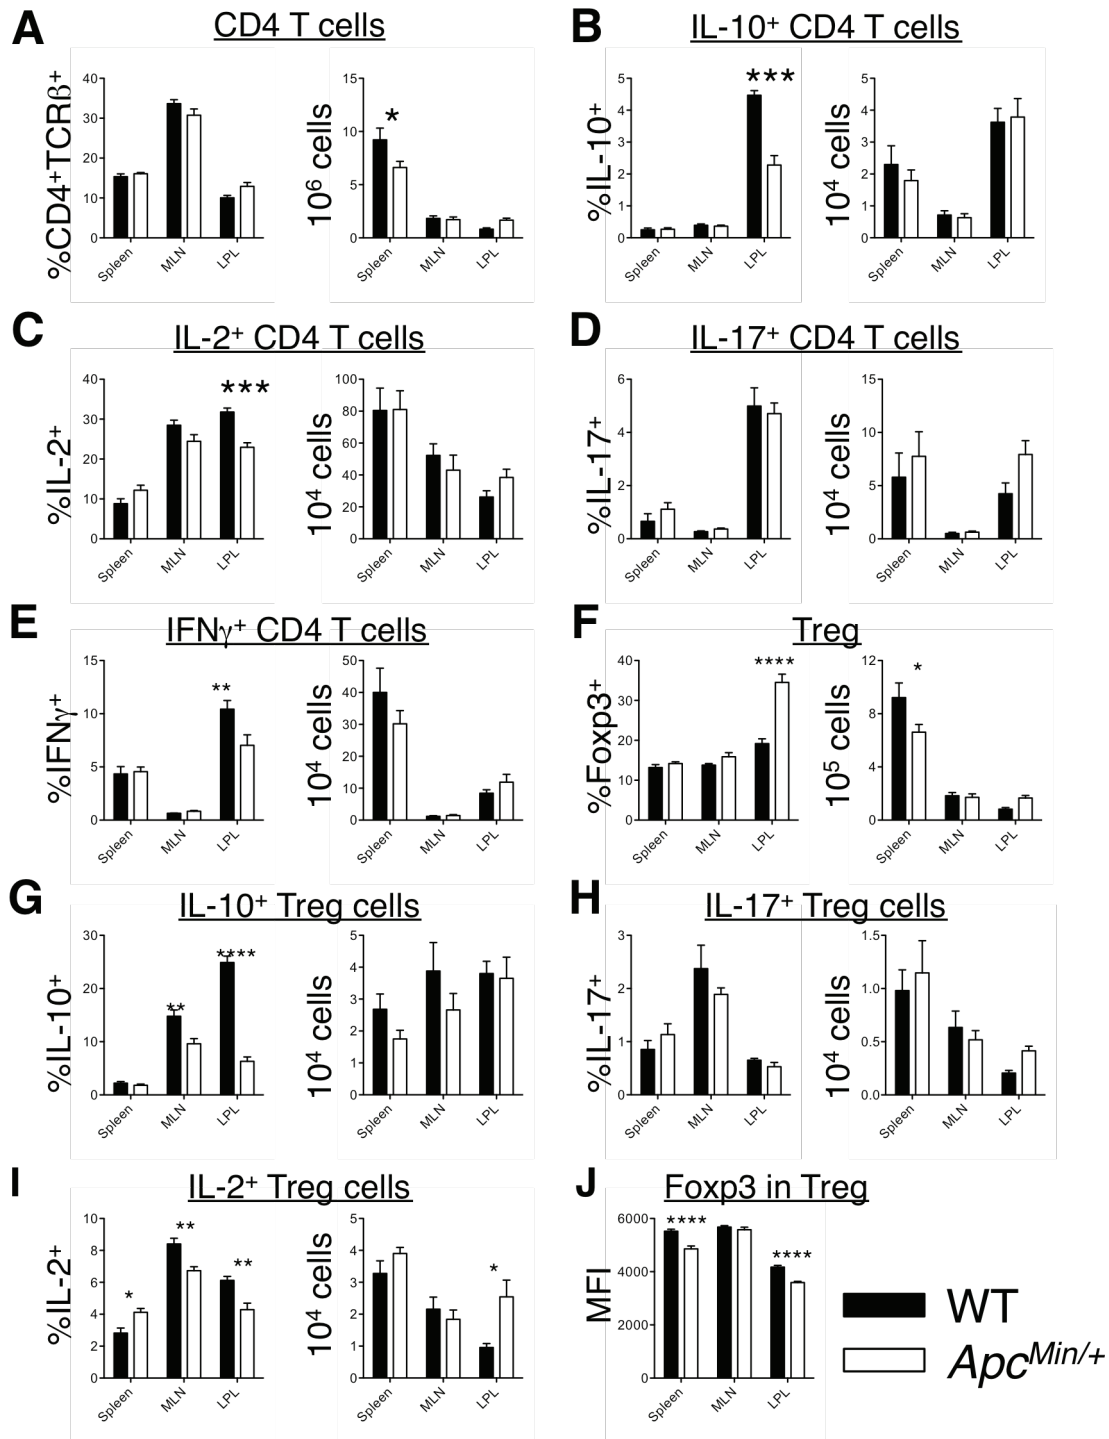 A CD4 T cells
%CD4+TCRß+
40
30
20
10
0
Spleen MLN LPL
10⁶ cells
15
10
5
0
*
Spleen MLN LPL
B IL-10+ CD4 T cells
%IL-10+
5
4
3
2
1
0
***
Spleen MLN LPL
10⁴ cells
5
4
3
2
1
0
Spleen MLN LPL
C IL-2+ CD4 T cells
%IL-2+
40
30
20
10
0
***
Spleen MLN LPL
10⁴ cells
100
80
60
40
20
0
Spleen MLN LPL
D IL-17+ CD4 T cells
%IL-17+
6
4
2
0
Spleen MLN LPL
10⁴ cells
15
10
5
0
Spleen MLN LPL
E IFNγ+ CD4 T cells
%IFNγ+
15
10
5
0
**
Spleen MLN LPL
10⁴ cells
50
40
30
20
10
0
Spleen MLN LPL
F Treg
%Foxp3+
40
30
20
10
0
****
Spleen MLN LPL
10⁵ cells
12
8
4
0
*
Spleen MLN LPL
G IL-10+ Treg cells
%IL-10+
30
20
10
0
** ****
Spleen MLN LPL
10⁴ cells
5
4
3
2
1
0
Spleen MLN LPL
H IL-17+ Treg cells
%IL-17+
3
2
1
0
Spleen MLN LPL
10⁴ cells
1.5
1.0
0.5
0.0
Spleen MLN LPL
I IL-2+ Treg cells
%IL-2+
10
8
6
4
2
0
* ** **
Spleen MLN LPL
10⁴ cells
5
4
3
2
1
0
*
Spleen MLN LPL
J Foxp3 in Treg
MFI
6000
4000
2000
0
**** ****
Spleen MLN LPL
WT
Apc^Min/+